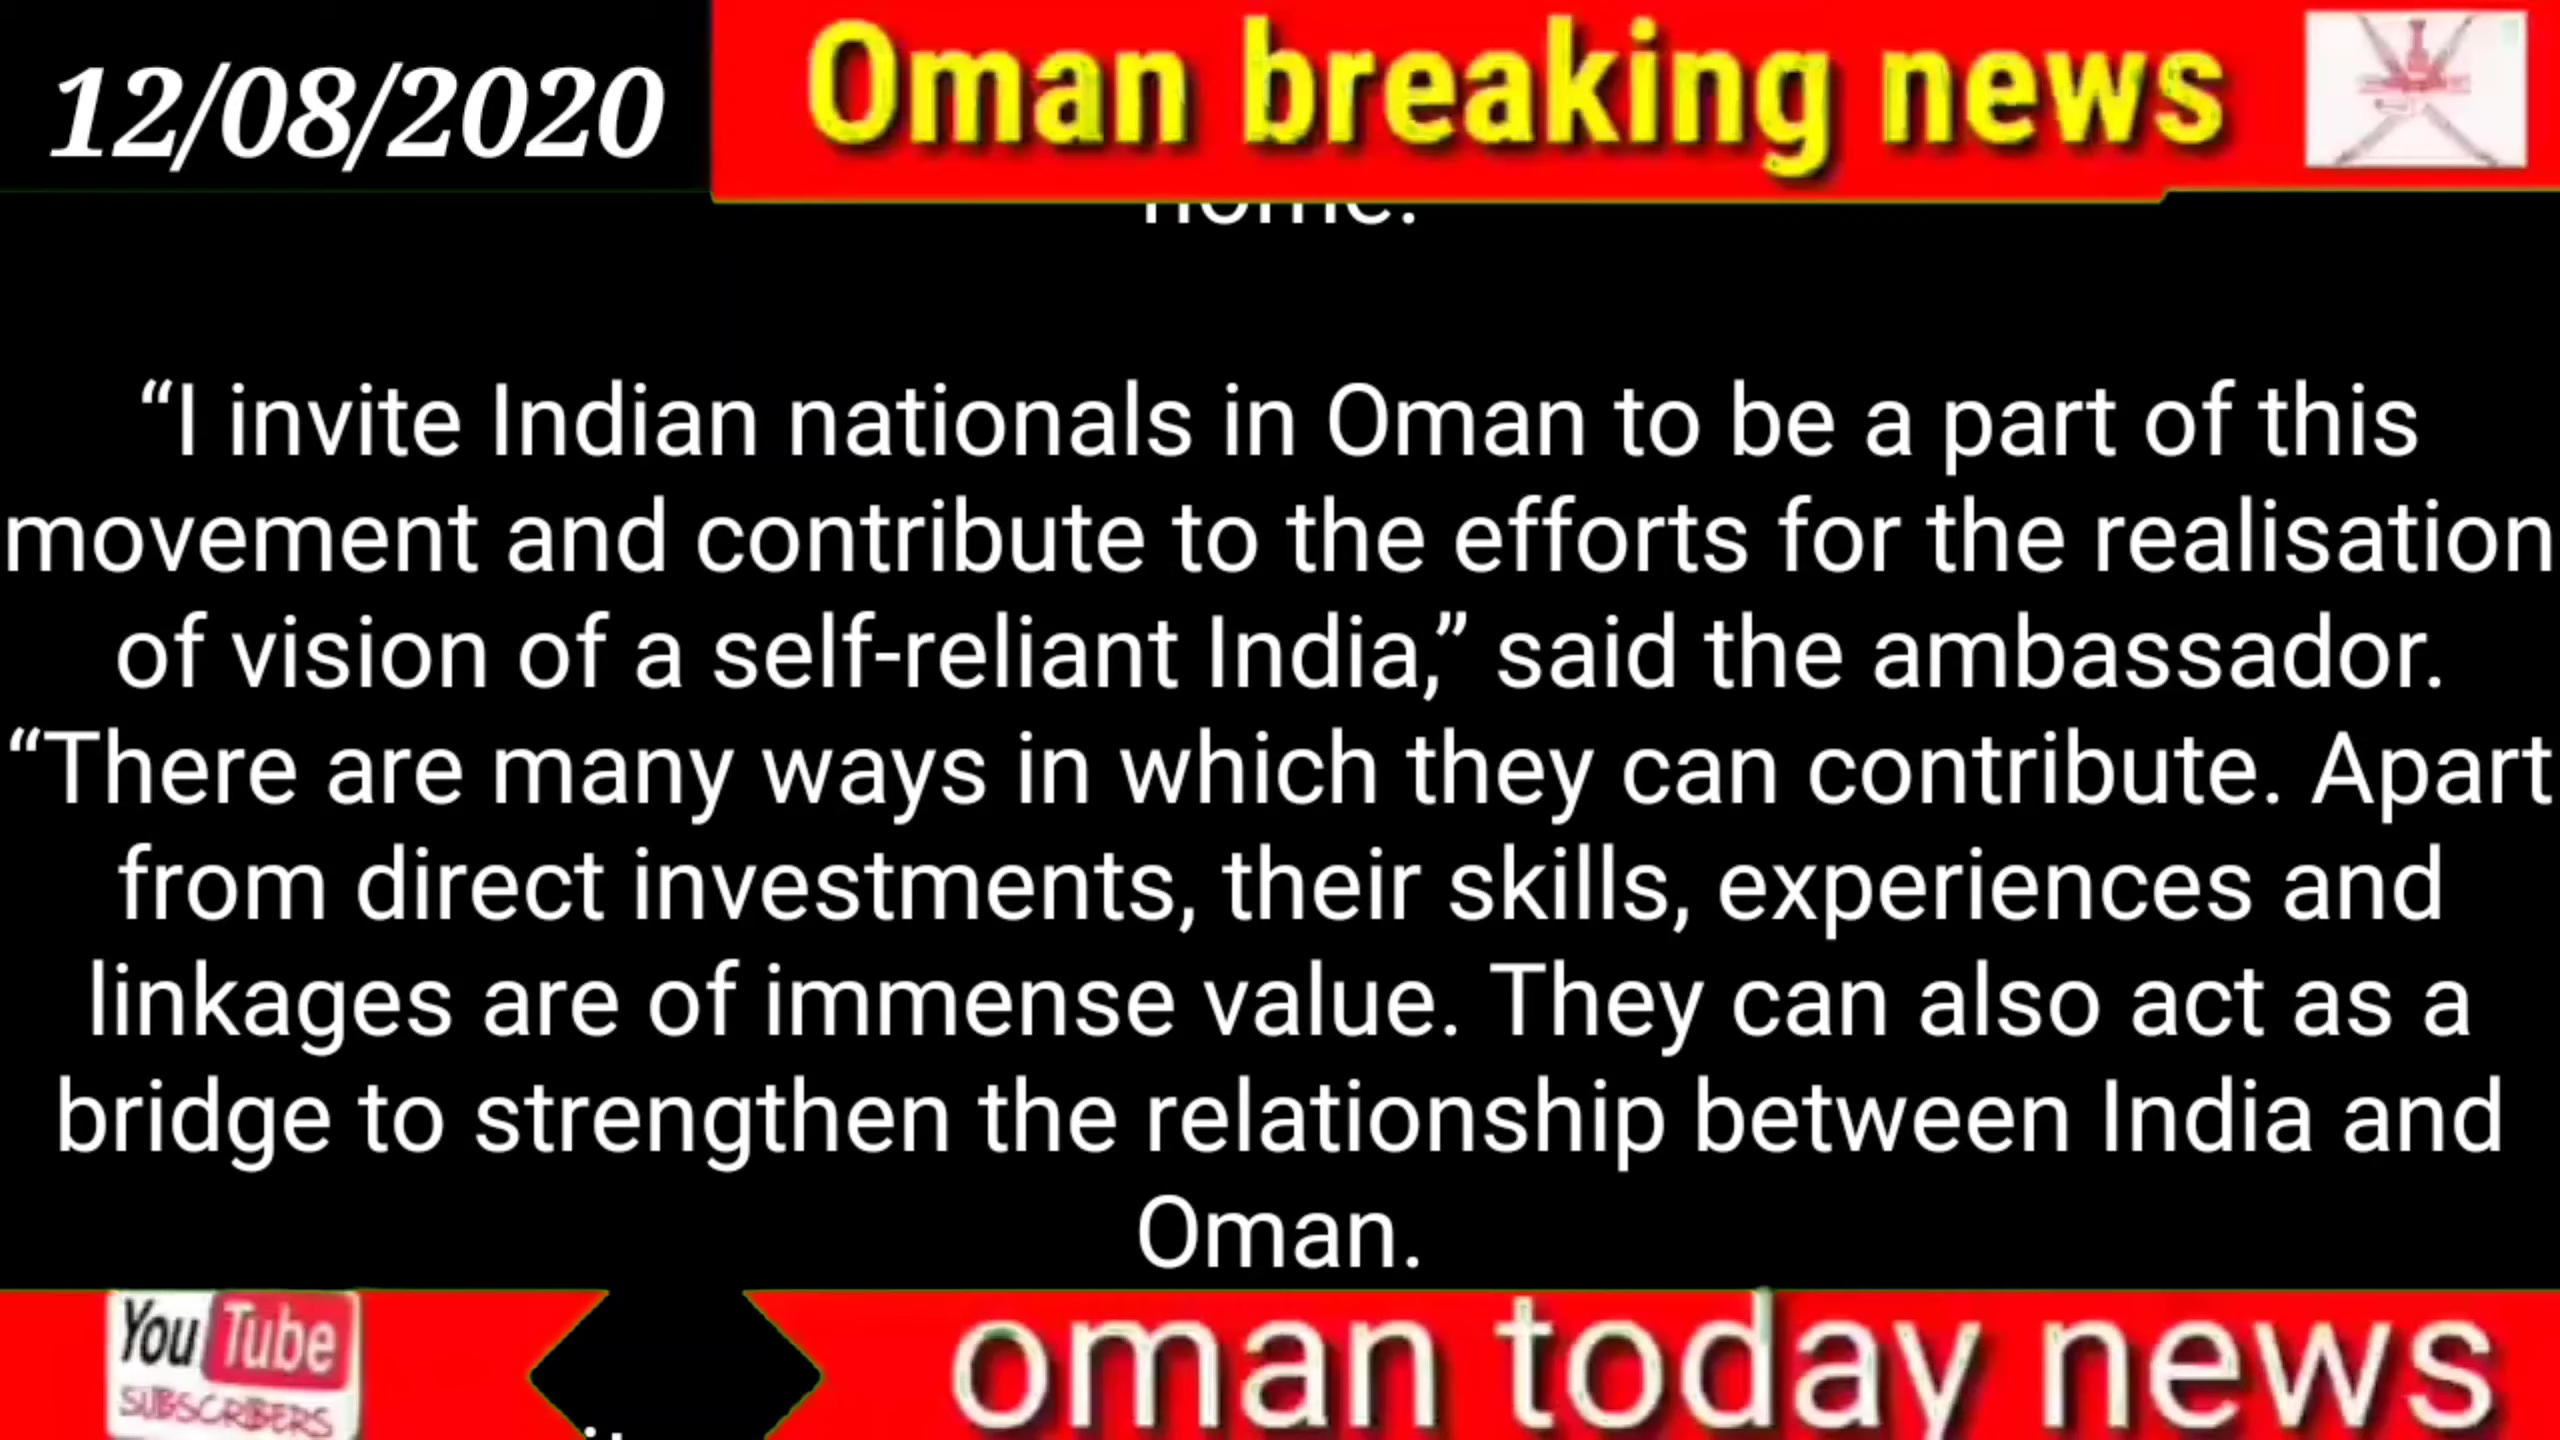 12/08/2020
Oman breaking news
home.
“I invite Indian nationals in Oman to be a part of this
movement and contribute to the efforts for the realisation
of vision of a self-reliant India,” said the ambassador.
“There are many ways in which they can contribute. Apart
from direct investments, their skills, experiences and
linkages are of immense value. They can also act as a
bridge to strengthen the relationship between India and
Oman.
YouTube
SUBSCRIBERS
oman today news